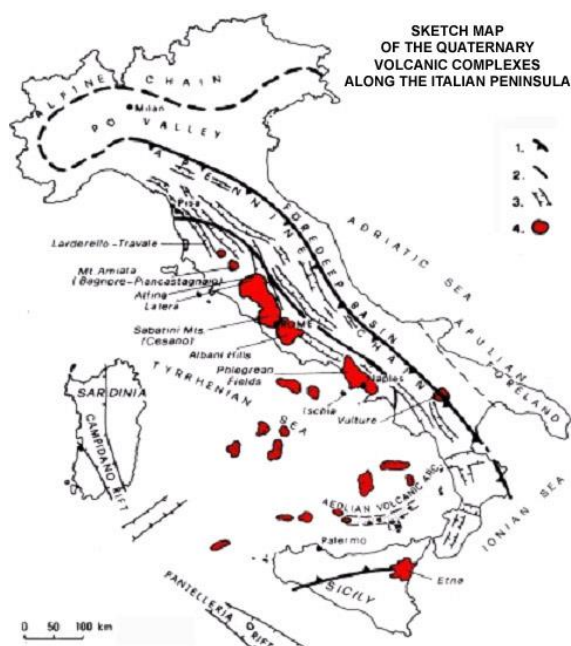 SKETCH MAP
OF THE QUATERNARY
VOLCANIC COMPLEXES
ALONG THE ITALIAN PENINSULA
ALPINE CHAIN
Milan
PO VALLEY
1.
2.
3.
4.
APENNINE CHAIN
FOREDEEP BASIN
ADRIATIC SEA
Pisa
Larderello-Travale
Mt. Amiata
(Bagnore-Piancastagnaio)
Alfina
Latera
APULIAN
FORELAND
Sabatini Mts.
(Cesano)
ROME
Albani Hills
Phlegrean
Fields
Naples
Ischia
Vulture
TYRRHENIAN
SEA
SARDINIA
CAMPIDANO RIFT
AEOLIAN VOLCANIC ARC
IONIAN SEA
Palermo
Etna
SICILY
PANTELLERIA RIFT
0 50 100 km